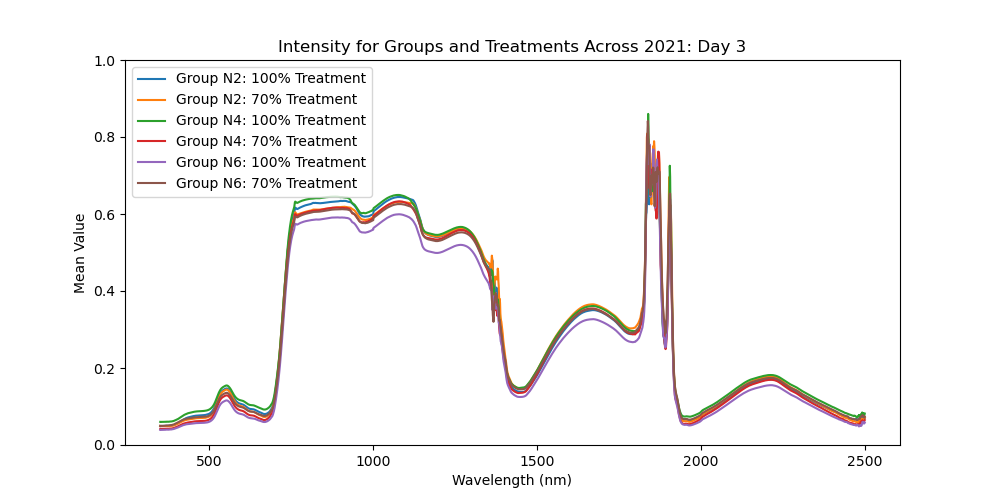 Intensity for Groups and Treatments Across 2021: Day 3
Mean Value
1.0
0.8
0.6
0.4
0.2
0.0
Group N2: 100% Treatment
Group N2: 70% Treatment
Group N4: 100% Treatment
Group N4: 70% Treatment
Group N6: 100% Treatment
Group N6: 70% Treatment
500
1000
1500
2000
2500
Wavelength (nm)